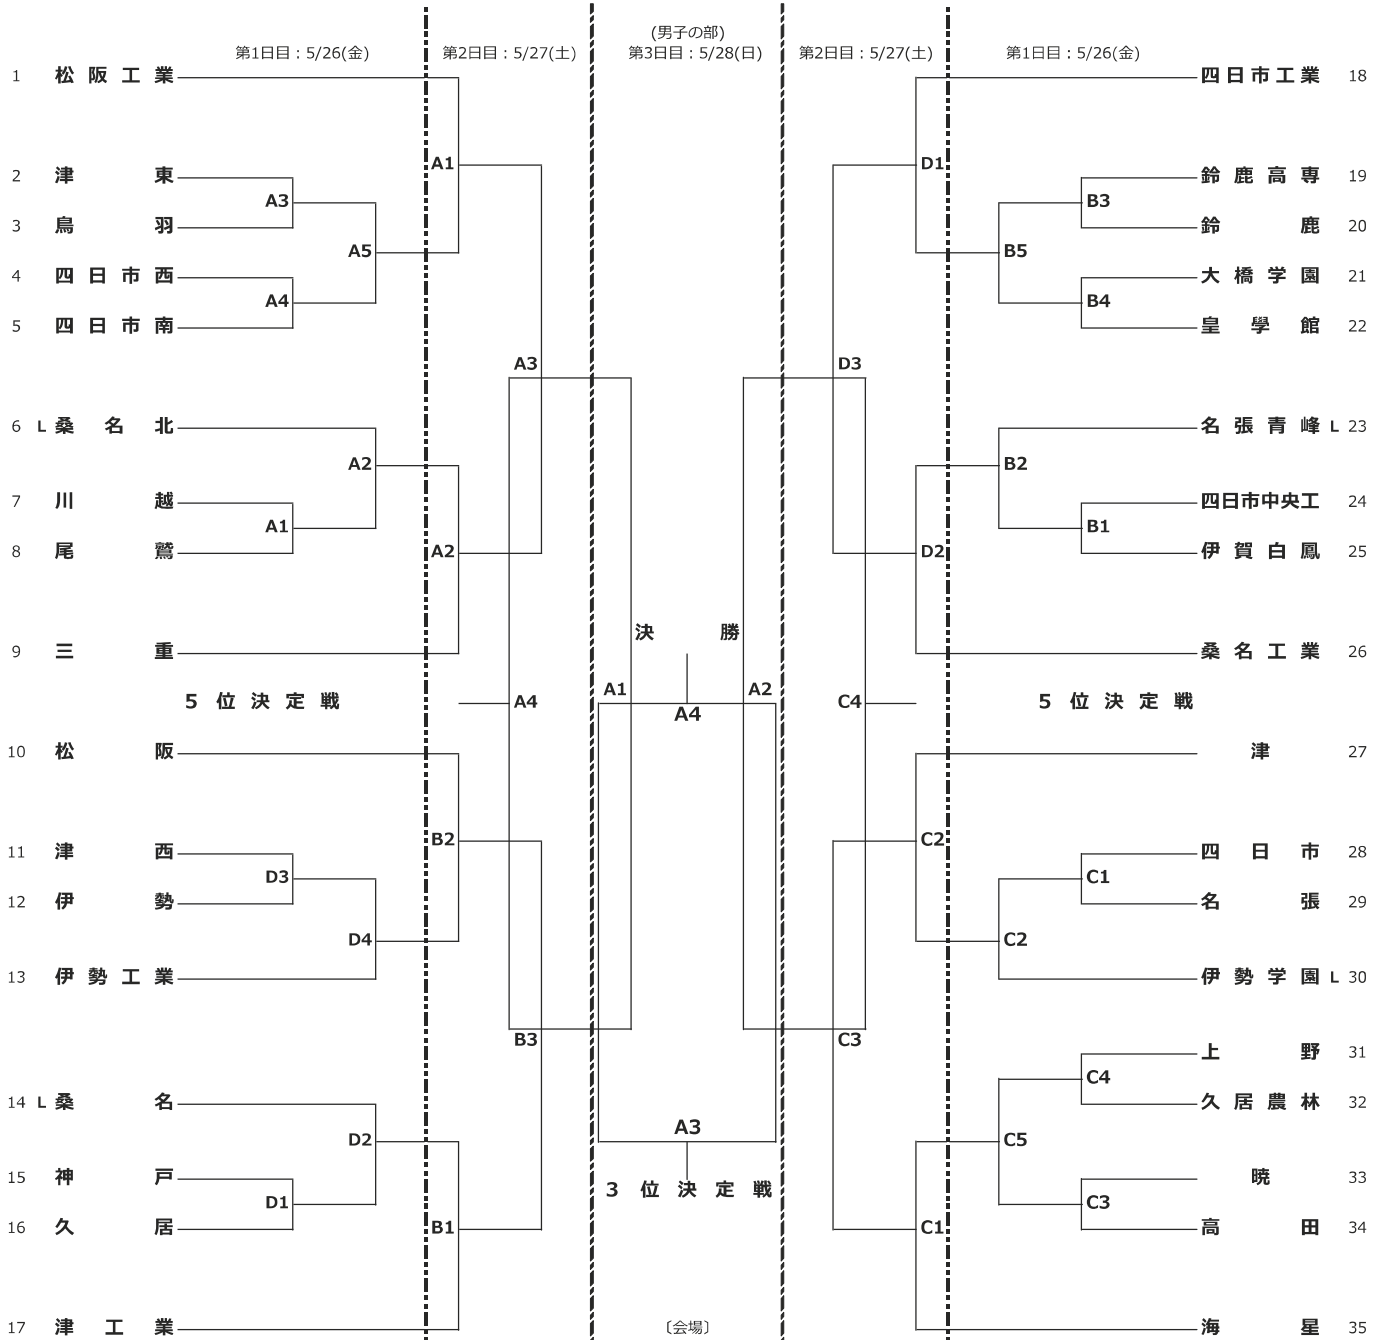 (男子の部)
第1日目：5/26(金) 第2日目：5/27(土) 第3日目：5/28(日) 第2日目：5/27(土) 第1日目：5/26(金)
1 松阪工業 四日市工業 18
A1 D1
2 津東 鈴鹿高専 19
A3 B3
3 鳥羽 鈴鹿 20
A5 B5
4 四日市西 大橋学園 21
A4 B4
5 四日市南 皇學館 22
A3 D3
6 L 桑名北 名張青峰 L 23
A2 B2
7 川越 四日市中央工 24
A1 B1
8 尾鷲 A2 D2 伊賀白鳳 25
決勝
9 三重 桑名工業 26
A1 A2
5位決定戦 A4 C4 5位決定戦
A4
10 松阪 津 27
B2 C2
11 津西 四日市 28
D3 C1
12 伊勢 名張 29
D4 C2
13 伊勢工業 伊勢学園 L 30
B3 C3
上野 31
C4
14 L 桑名 久居農林 32
A3
D2 C5
15 神戸 暁 33
3位決定戦
D1 C3
16 久居 B1 C1 高田 34
17 津工業 〔会場〕 海星 35